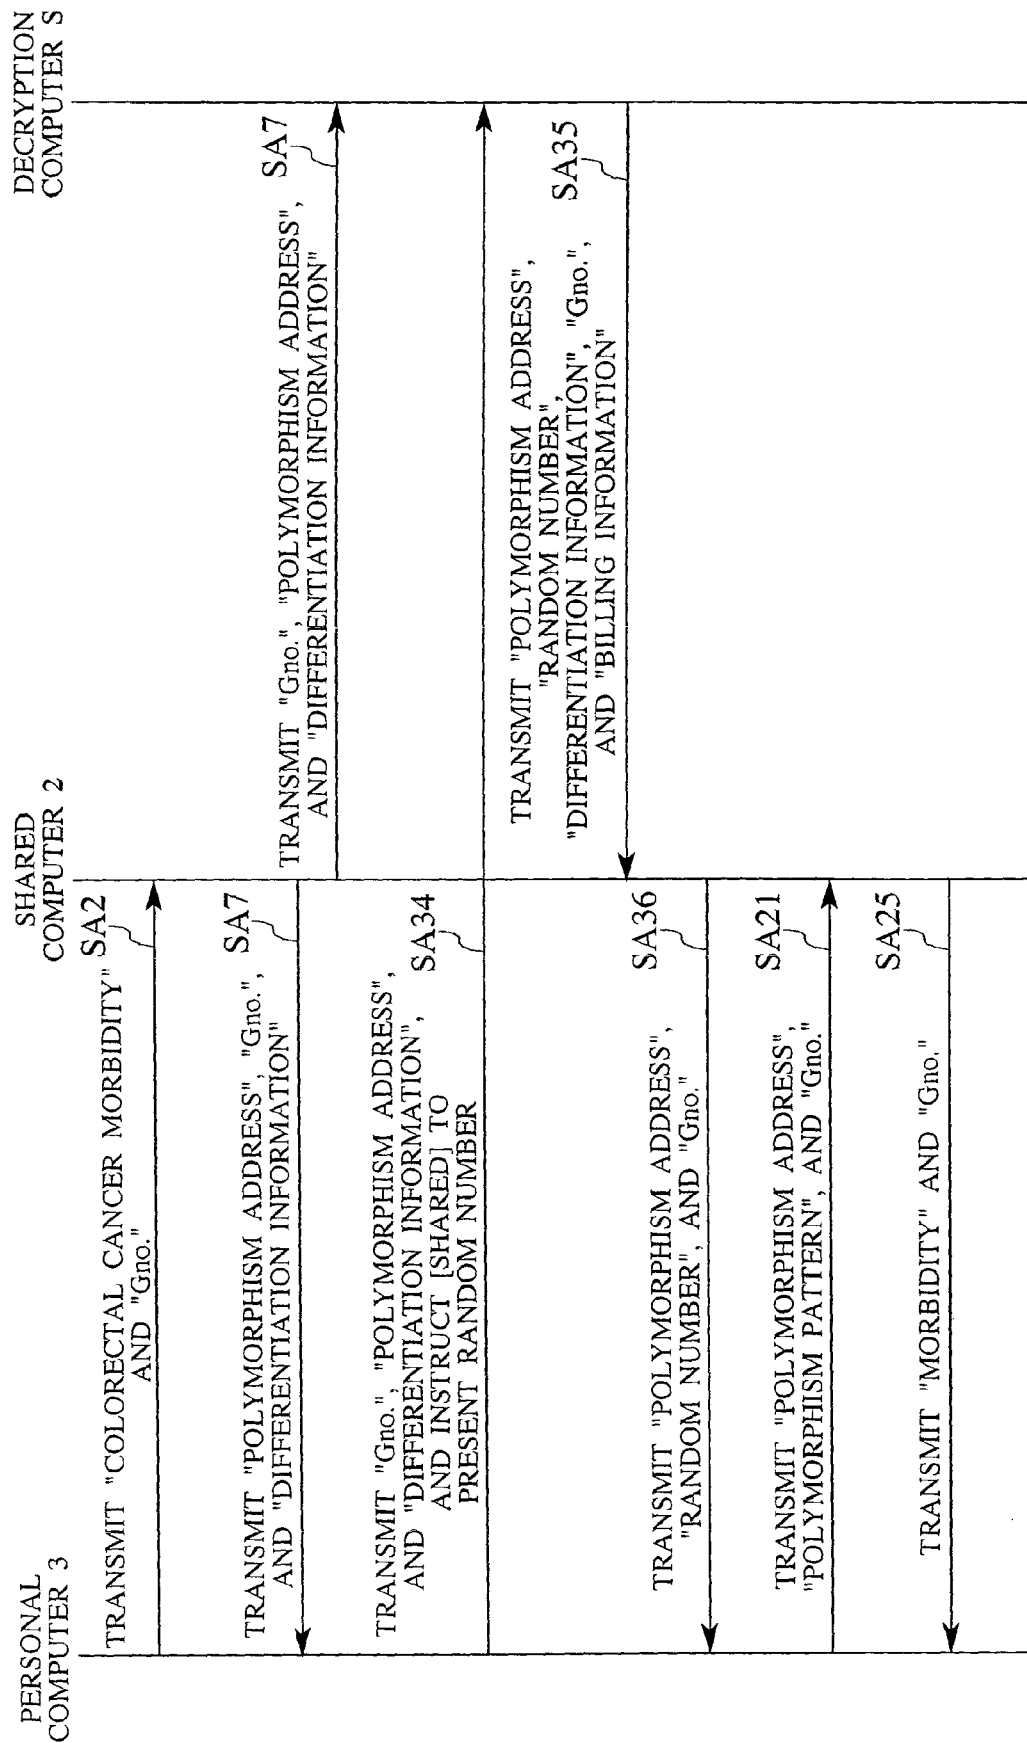 PERSONAL
COMPUTER 3
SHARED
COMPUTER 2
DECRYPTION
COMPUTER S
TRANSMIT "COLORECTAL CANCER MORBIDITY"
AND "Gno."
SA2
TRANSMIT "POLYMORPHISM ADDRESS", "Gno.",
AND "DIFFERENTIATION INFORMATION"
SA7
TRANSMIT "Gno.", "POLYMORPHISM ADDRESS",
AND "DIFFERENTIATION INFORMATION"
SA7
TRANSMIT "Gno.", "POLYMORPHISM ADDRESS",
AND "DIFFERENTIATION INFORMATION",
AND INSTRUCT [SHARED] TO
PRESENT RANDOM NUMBER
SA34
TRANSMIT "POLYMORPHISM ADDRESS",
"RANDOM NUMBER",
"DIFFERENTIATION INFORMATION", "Gno.",
AND "BILLING INFORMATION"
SA35
TRANSMIT "POLYMORPHISM ADDRESS",
"RANDOM NUMBER", AND "Gno."
SA36
TRANSMIT "POLYMORPHISM ADDRESS",
"POLYMORPHISM PATTERN", AND "Gno."
SA21
TRANSMIT "MORBIDITY" AND "Gno."
SA25